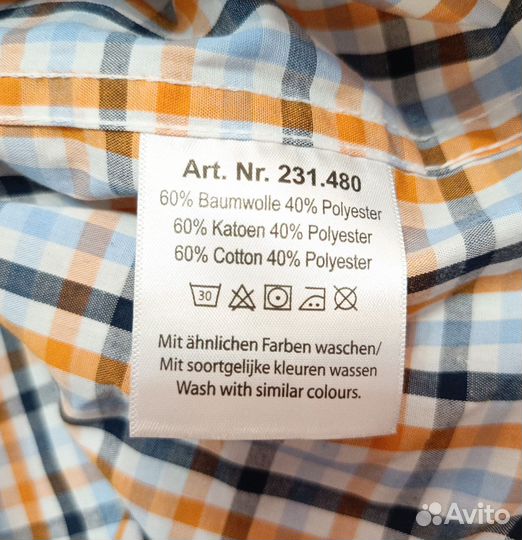 Art. Nr. 231.480
60% Baumwolle 40% Polyester
60% Katoen 40% Polyester
60% Cotton 40% Polyester
30
Mit ähnlichen Farben waschen/
Mit soortgelijke kleuren wassen
Wash with similar colours.
Avito